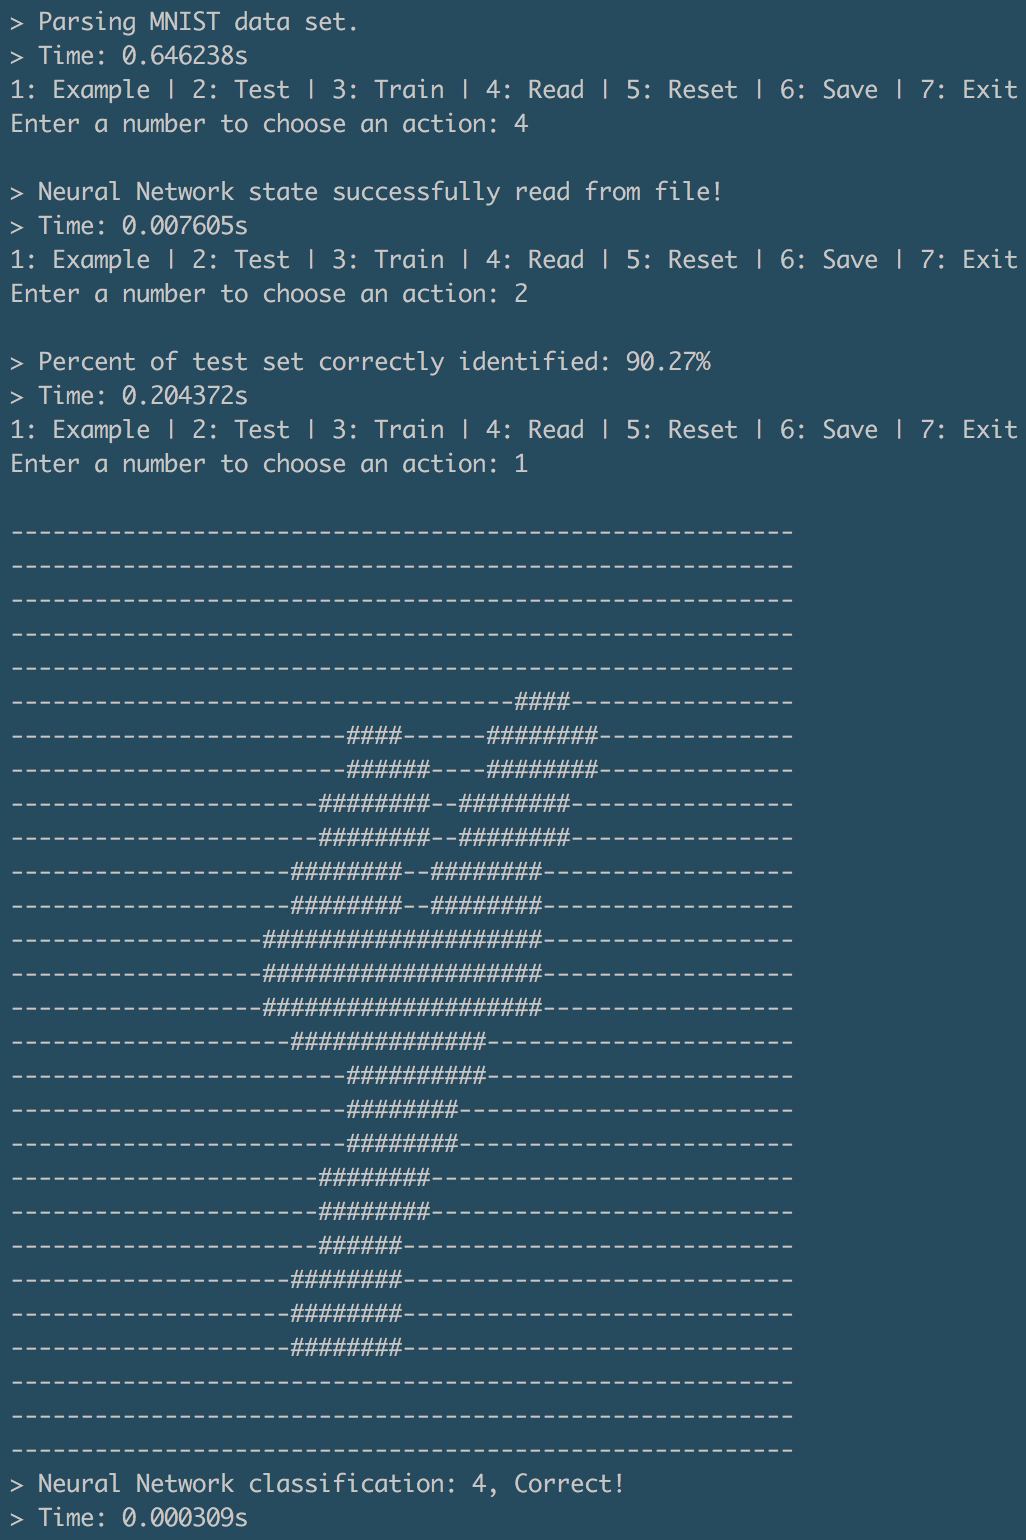 > Parsing MNIST data set.
> Time: 0.646238s
1: Example | 2: Test | 3: Train | 4: Read | 5: Reset | 6: Save | 7: Exit
Enter a number to choose an action: 4
> Neural Network state successfully read from file!
> Time: 0.007605s
1: Example | 2: Test | 3: Train | 4: Read | 5: Reset | 6: Save | 7: Exit
Enter a number to choose an action: 2
> Percent of test set correctly identified: 90.27%
> Time: 0.204372s
1: Example | 2: Test | 3: Train | 4: Read | 5: Reset | 6: Save | 7: Exit
Enter a number to choose an action: 1
--------------------------------------------------------
--------------------------------------------------------
--------------------------------------------------------
--------------------------------------------------------
--------------------------------------------------------
------------------------------------####----------------
------------------------####------########--------------
------------------------######----########--------------
----------------------########--########----------------
----------------------########--########----------------
--------------------########--########------------------
--------------------########--########------------------
------------------####################------------------
------------------####################------------------
------------------####################------------------
--------------------##############----------------------
------------------------##########----------------------
------------------------########------------------------
------------------------########------------------------
----------------------########--------------------------
----------------------########--------------------------
----------------------######----------------------------
--------------------########----------------------------
--------------------########----------------------------
--------------------########----------------------------
--------------------------------------------------------
--------------------------------------------------------
--------------------------------------------------------
> Neural Network classification: 4, Correct!
> Time: 0.000309s